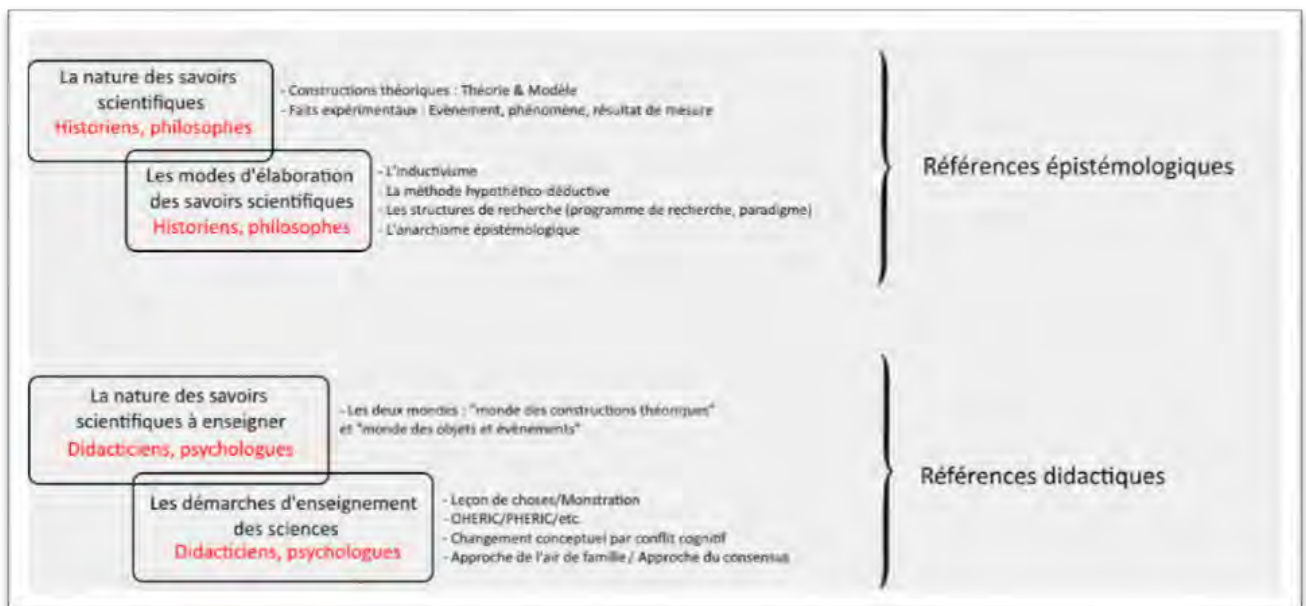 La nature des savoirs
scientifiques
Historiens, philosophes
- Constructions théoriques : Théorie & Modèle
- Faits expérimentaux : Evènement, phénomène, résultat de mesure
Les modes d'élaboration
des savoirs scientifiques
Historiens, philosophes
- L'inductivisme
- La méthode hypothético-déductive
- Les structures de recherche (programme de recherche, paradigme)
- L'anarchisme épistémologique
Références épistémologiques
La nature des savoirs
scientifiques à enseigner
Didacticiens, psychologues
- Les deux mondes : "monde des constructions théoriques"
et "monde des objets et évènements"
Les démarches d'enseignement
des sciences
Didacticiens, psychologues
- Leçon de choses/Monstration
- OHERIC/PHERIC/etc.
- Changement conceptuel par conflit cognitif
- Approche de l'air de famille / Approche du consensus
Références didactiques